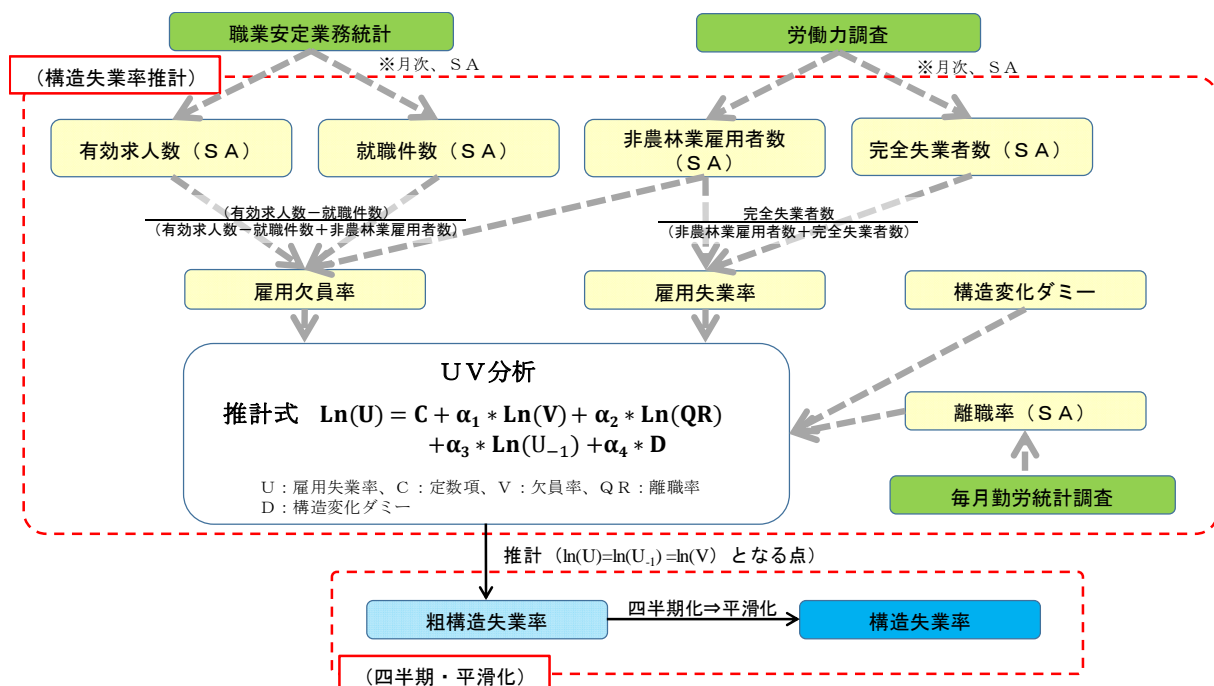 職業安定業務統計
労働力調査
※月次、ＳＡ
※月次、ＳＡ
（構造失業率推計）
有効求人数（ＳＡ）
就職件数（ＳＡ）
非農林業雇用者数
（ＳＡ）
完全失業者数（ＳＡ）
（有効求人数－就職件数）
（有効求人数－就職件数＋非農林業雇用者数）
完全失業者数
（非農林業雇用者数＋完全失業者数）
雇用欠員率
雇用失業率
構造変化ダミー
ＵＶ分析
推計式 Ln(U) = C + α₁ * Ln(V) + α₂ * Ln(QR)
+α₃ * Ln(U₋₁) +α₄ * D
Ｕ：雇用失業率、Ｃ：定数項、Ｖ：欠員率、ＱＲ：離職率
Ｄ：構造変化ダミー
離職率（ＳＡ）
毎月勤労統計調査
推計（ln(U)=ln(U₋₁) =ln(V) となる点）
粗構造失業率
四半期化⇒平滑化
構造失業率
（四半期・平滑化）